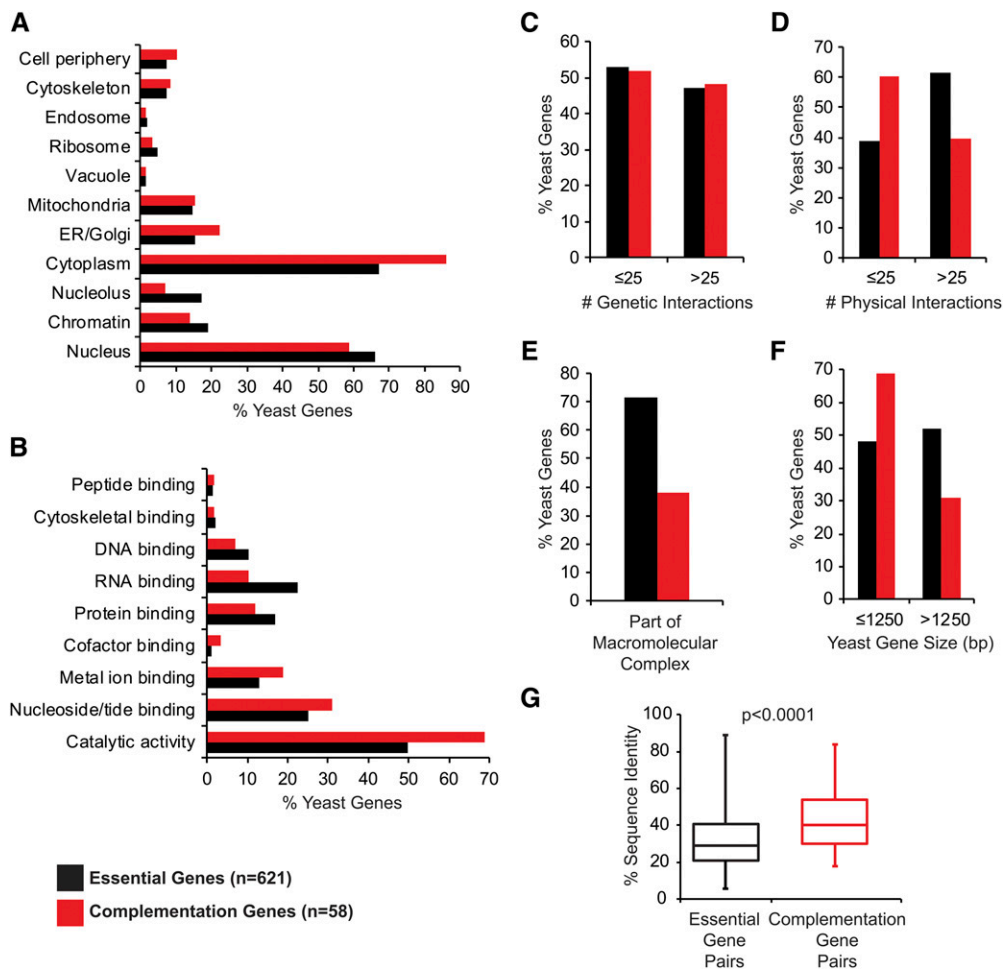 A
Cell periphery
Cytoskeleton
Endosome
Ribosome
Vacuole
Mitochondria
ER/Golgi
Cytoplasm
Nucleolus
Chromatin
Nucleus
0 10 20 30 40 50 60 70 80 90
% Yeast Genes
B
Peptide binding
Cytoskeletal binding
DNA binding
RNA binding
Protein binding
Cofactor binding
Metal ion binding
Nucleoside/tide binding
Catalytic activity
0 10 20 30 40 50 60 70
% Yeast Genes
Essential Genes (n=621)
Complementation Genes (n=58)
C
% Yeast Genes
60
50
40
30
20
10
0
≤25 >25
# Genetic Interactions
D
% Yeast Genes
70
60
50
40
30
20
10
0
≤25 >25
# Physical Interactions
E
% Yeast Genes
80
70
60
50
40
30
20
10
0
Part of
Macromolecular
Complex
F
% Yeast Genes
70
60
50
40
30
20
10
0
≤1250 >1250
Yeast Gene Size (bp)
G
% Sequence Identity
100
80
60
40
20
0
p<0.0001
Essential
Gene
Pairs
Complementation
Gene
Pairs